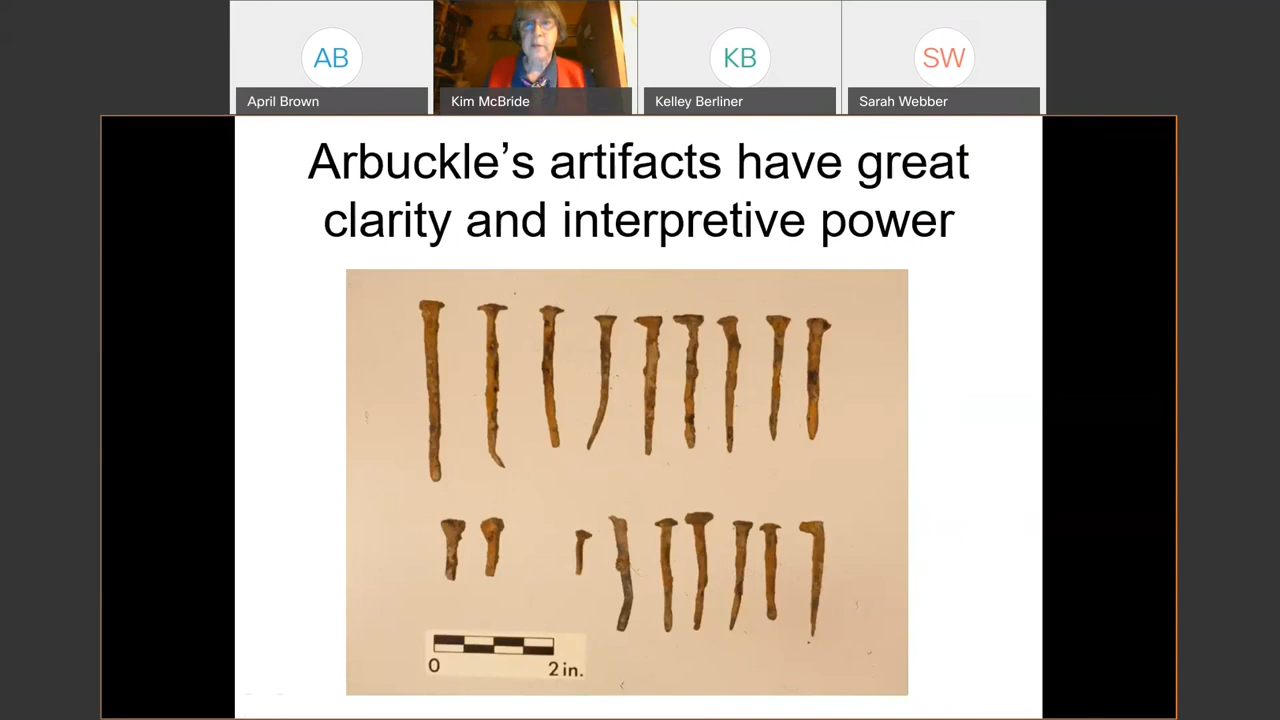 AB
KB
SW
April Brown
Kim McBride
Kelley Berliner
Sarah Webber
Arbuckle’s artifacts have great
clarity and interpretive power
0 2 in.